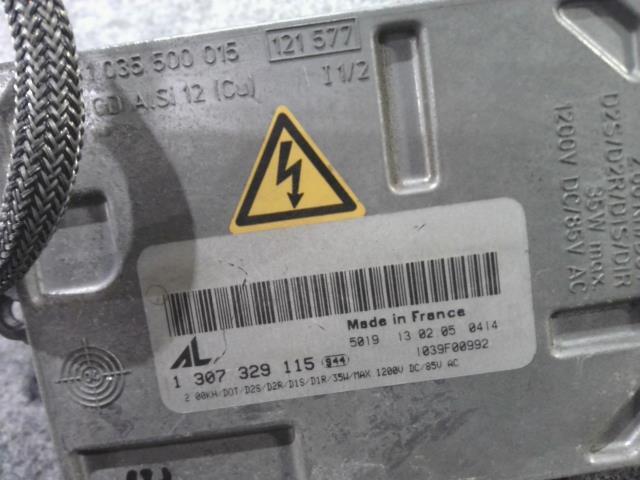 035 500 015 121 577
GD AlSi 12 (Cu) I 1/2
D2S/D2R/D1S/D1R
35W max.
1200V DC/85V AC
Made in France
5019 13 02 05 0414
AL 1039F00992
1 307 329 115 944
2 00KH/DOT/D2S/D2R/D1S/D1R/35W/MAX 1200V DC/85V AC